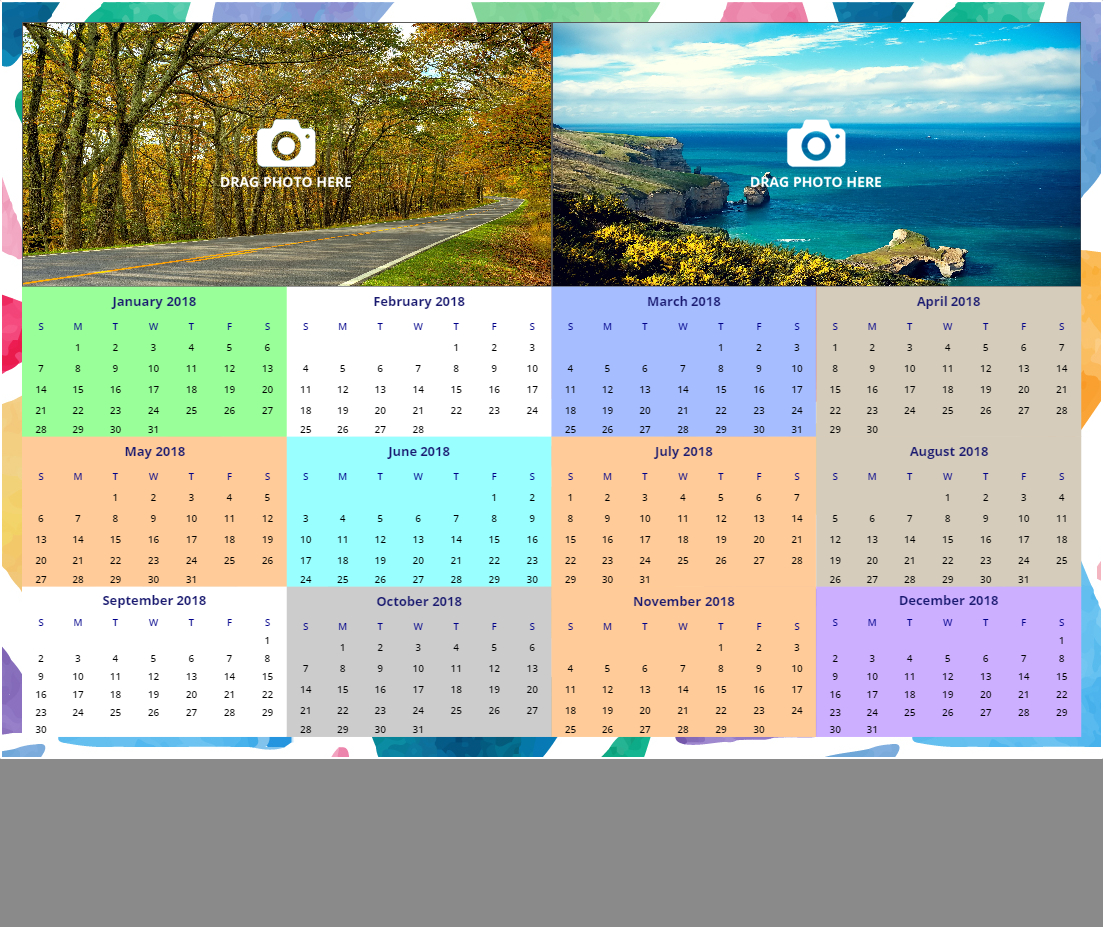 DRAG PHOTO HERE
DRAG PHOTO HERE
January 2018
S M T W T F S
1 2 3 4 5 6
7 8 9 10 11 12 13
14 15 16 17 18 19 20
21 22 23 24 25 26 27
28 29 30 31
February 2018
S M T W T F S
1 2 3
4 5 6 7 8 9 10
11 12 13 14 15 16 17
18 19 20 21 22 23 24
25 26 27 28
March 2018
S M T W T F S
1 2 3
4 5 6 7 8 9 10
11 12 13 14 15 16 17
18 19 20 21 22 23 24
25 26 27 28 29 30 31
April 2018
S M T W T F S
1 2 3 4 5 6 7
8 9 10 11 12 13 14
15 16 17 18 19 20 21
22 23 24 25 26 27 28
29 30
May 2018
S M T W T F S
1 2 3 4 5
6 7 8 9 10 11 12
13 14 15 16 17 18 19
20 21 22 23 24 25 26
27 28 29 30 31
June 2018
S M T W T F S
1 2
3 4 5 6 7 8 9
10 11 12 13 14 15 16
17 18 19 20 21 22 23
24 25 26 27 28 29 30
July 2018
S M T W T F S
1 2 3 4 5 6 7
8 9 10 11 12 13 14
15 16 17 18 19 20 21
22 23 24 25 26 27 28
29 30 31
August 2018
S M T W T F S
1 2 3 4
5 6 7 8 9 10 11
12 13 14 15 16 17 18
19 20 21 22 23 24 25
26 27 28 29 30 31
September 2018
S M T W T F S
1
2 3 4 5 6 7 8
9 10 11 12 13 14 15
16 17 18 19 20 21 22
23 24 25 26 27 28 29
30
October 2018
S M T W T F S
1 2 3 4 5 6
7 8 9 10 11 12 13
14 15 16 17 18 19 20
21 22 23 24 25 26 27
28 29 30 31
November 2018
S M T W T F S
1 2 3
4 5 6 7 8 9 10
11 12 13 14 15 16 17
18 19 20 21 22 23 24
25 26 27 28 29 30
December 2018
S M T W T F S
1
2 3 4 5 6 7 8
9 10 11 12 13 14 15
16 17 18 19 20 21 22
23 24 25 26 27 28 29
30 31